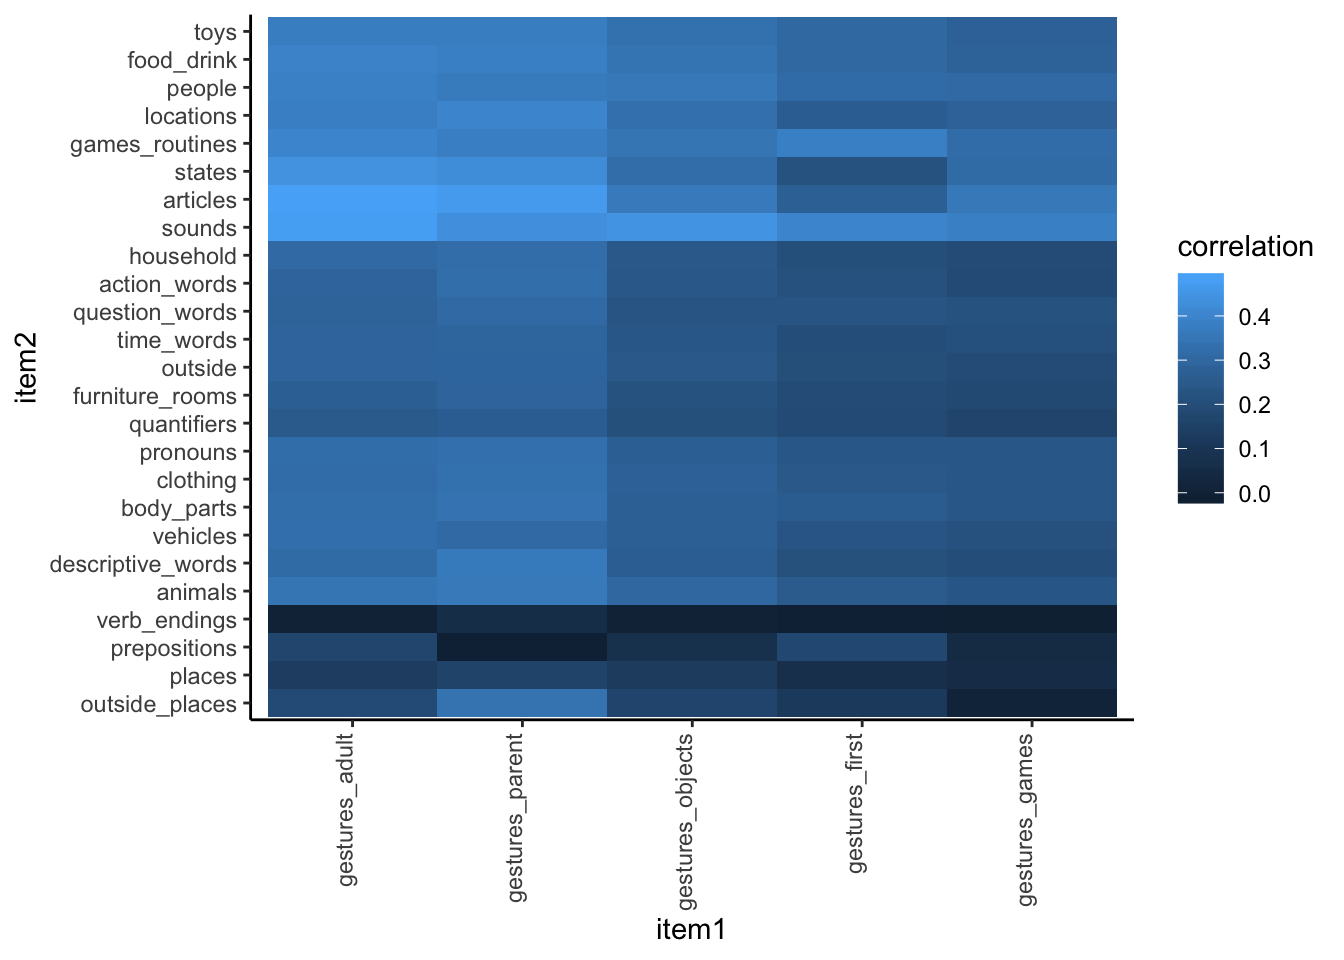 toys
food_drink
people
locations
games_routines
states
articles
sounds
household
action_words
question_words
time_words
outside
furniture_rooms
quantifiers
pronouns
clothing
body_parts
vehicles
descriptive_words
animals
verb_endings
prepositions
places
outside_places
item2
gestures_adult
gestures_parent
gestures_objects
gestures_first
gestures_games
item1
correlation
0.4
0.3
0.2
0.1
0.0